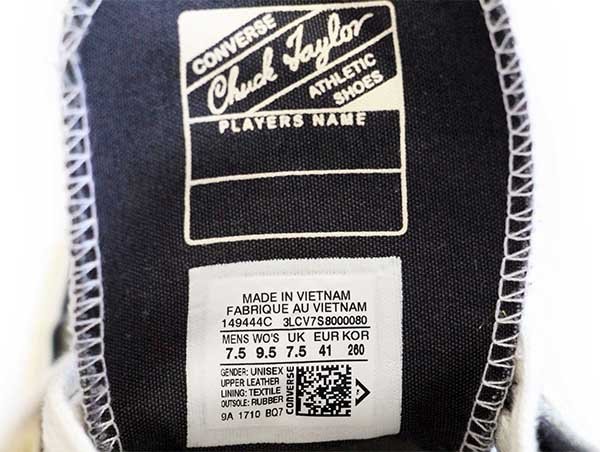 CONVERSE
Chuck Taylor
ATHLETIC
SHOES
PLAYERS NAME
MADE IN VIETNAM
FABRIQUE AU VIETNAM
149444C 3LCV7S8000080
MENS WO'S UK EUR KOR
7.5 9.5 7.5 41 260
GENDER: UNISEX
UPPER LEATHER
LINING: TEXTILE
OUTSOLE: RUBBER
9A 1710 BQ7
CONVERSE